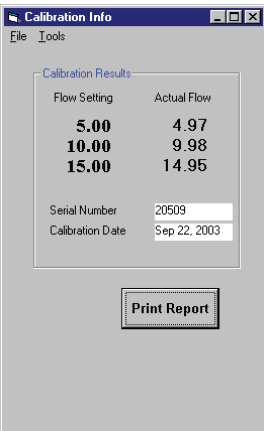 Calibration Info
File Tools
Calibration Results
Flow Setting Actual Flow
5.00 4.97
10.00 9.98
15.00 14.95
Serial Number 20509
Calibration Date Sep 22, 2003
Print Report